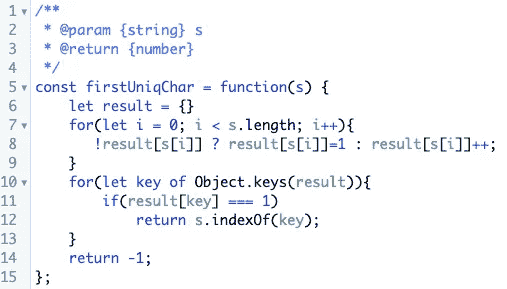 1 /**
2  * @param {string} s
3  * @return {number}
4  */
5 const firstUniqChar = function(s) {
6     let result = {}
7     for(let i = 0; i < s.length; i++){
8        !result[s[i]] ? result[s[i]]=1 : result[s[i]]++;
9     }
10     for(let key of Object.keys(result)){
11         if(result[key] === 1)
12             return s.indexOf(key);
13     }
14     return -1;
15 };